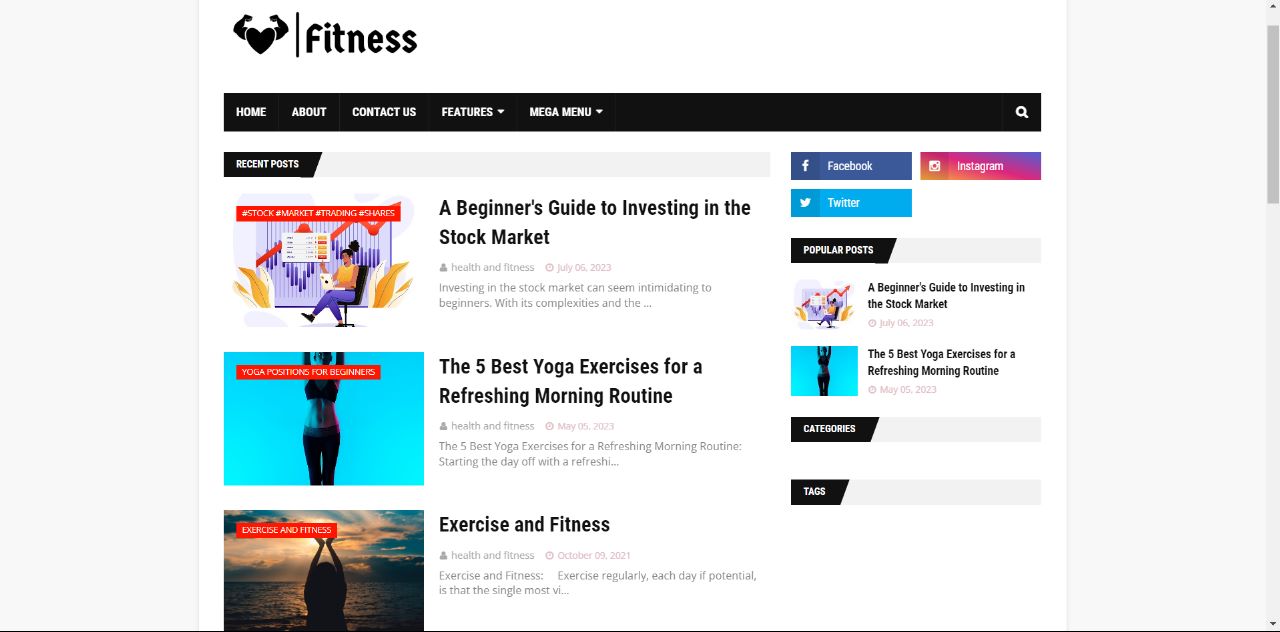 Fitness
HOME ABOUT CONTACT US FEATURES MEGA MENU
RECENT POSTS
#STOCK #MARKET #TRADING #SHARES
A Beginner's Guide to Investing in the
Stock Market
health and fitness July 06, 2023
Investing in the stock market can seem intimidating to
beginners. With its complexities and the ...
YOGA POSITIONS FOR BEGINNERS
The 5 Best Yoga Exercises for a
Refreshing Morning Routine
health and fitness May 05, 2023
The 5 Best Yoga Exercises for a Refreshing Morning Routine:
Starting the day off with a refreshi...
EXERCISE AND FITNESS
Exercise and Fitness
health and fitness October 09, 2021
Exercise and Fitness: Exercise regularly, each day if potential,
is that the single most vi...
Facebook Instagram
Twitter
POPULAR POSTS
A Beginner's Guide to Investing in
the Stock Market
July 06, 2023
The 5 Best Yoga Exercises for a
Refreshing Morning Routine
May 05, 2023
CATEGORIES
TAGS